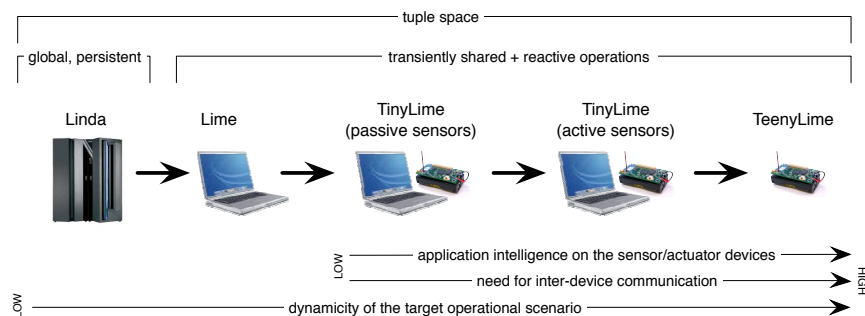 tuple space
global, persistent
transiently shared + reactive operations
Linda
Lime
TinyLime
(passive sensors)
TinyLime
(active sensors)
TeenyLime
LOW
application intelligence on the sensor/actuator devices
need for inter-device communication
HIGH
LOW
dynamicity of the target operational scenario